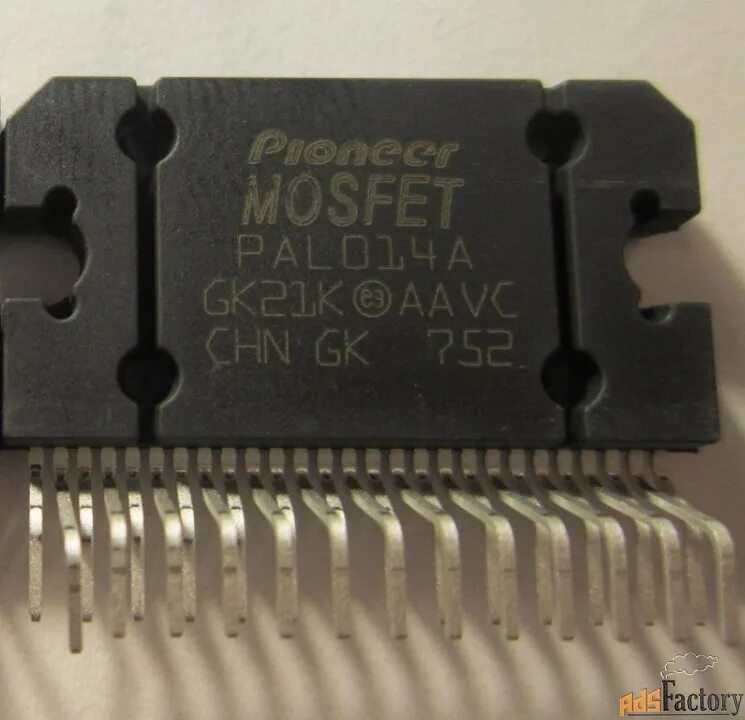 Pioneer
MOSFET
PAL014A
GK21K e3 AAVC
CHN GK 752
AdsFactory